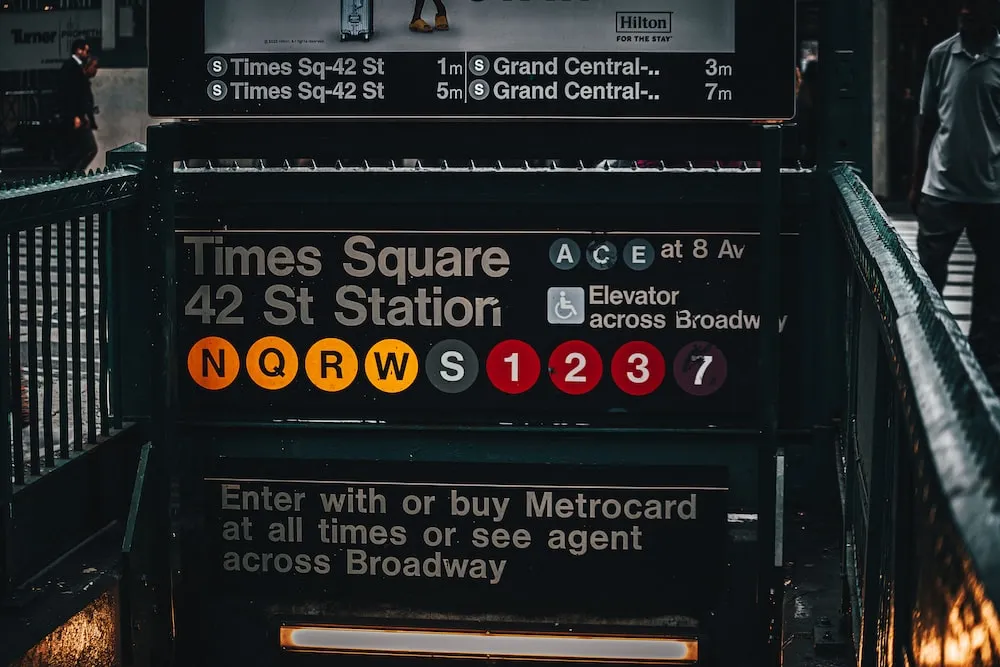 Hilton
FOR THE STAY
S Times Sq-42 St 1m S Grand Central-.. 3m
S Times Sq-42 St 5m S Grand Central-.. 7m
Turner
Times Square A C E at 8 Av
42 St Station Elevator
across Broadway
N Q R W S 1 2 3 7
Enter with or buy Metrocard
at all times or see agent
across Broadway